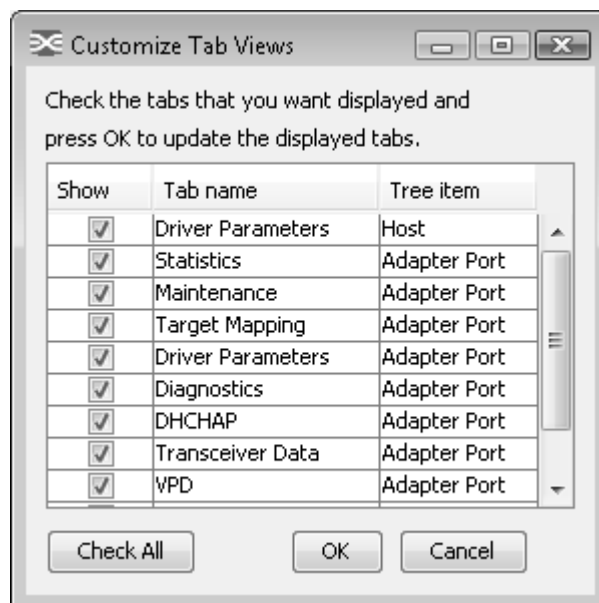 Customize Tab Views
Check the tabs that you want displayed and
press OK to update the displayed tabs.
Show Tab name Tree item
Driver Parameters Host
Statistics Adapter Port
Maintenance Adapter Port
Target Mapping Adapter Port
Driver Parameters Adapter Port
Diagnostics Adapter Port
DHCHAP Adapter Port
Transceiver Data Adapter Port
VPD Adapter Port
Check All OK Cancel